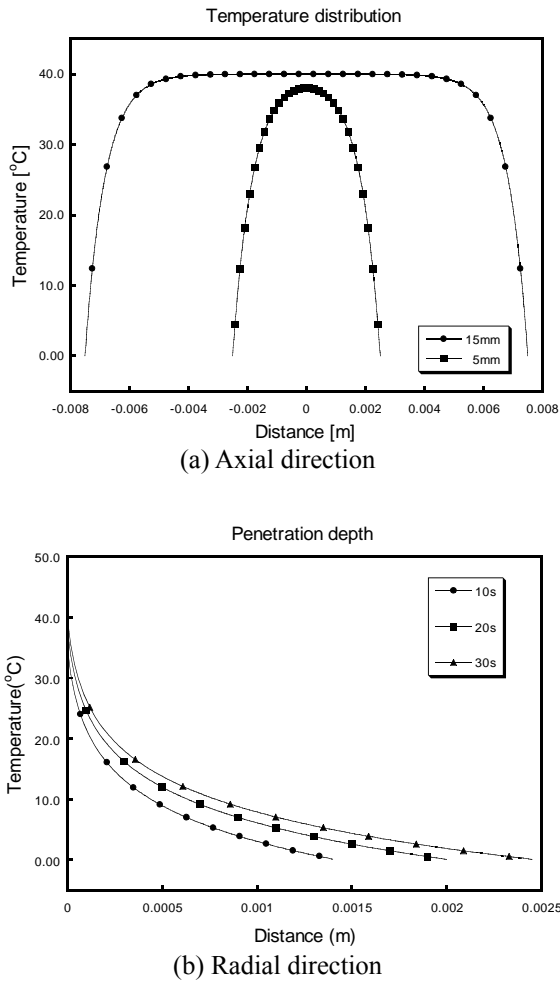 Temperature distribution
Temperature [°C]
40.0
30.0
20.0
10.0
0.00
15mm
5mm
-0.008 -0.006 -0.004 -0.002 0 0.002 0.004 0.006 0.008
Distance [m]
(a) Axial direction
Penetration depth
Temperature(°C)
50.0
40.0
30.0
20.0
10.0
0.00
10s
20s
30s
0 0.0005 0.001 0.0015 0.002 0.0025
Distance (m)
(b) Radial direction